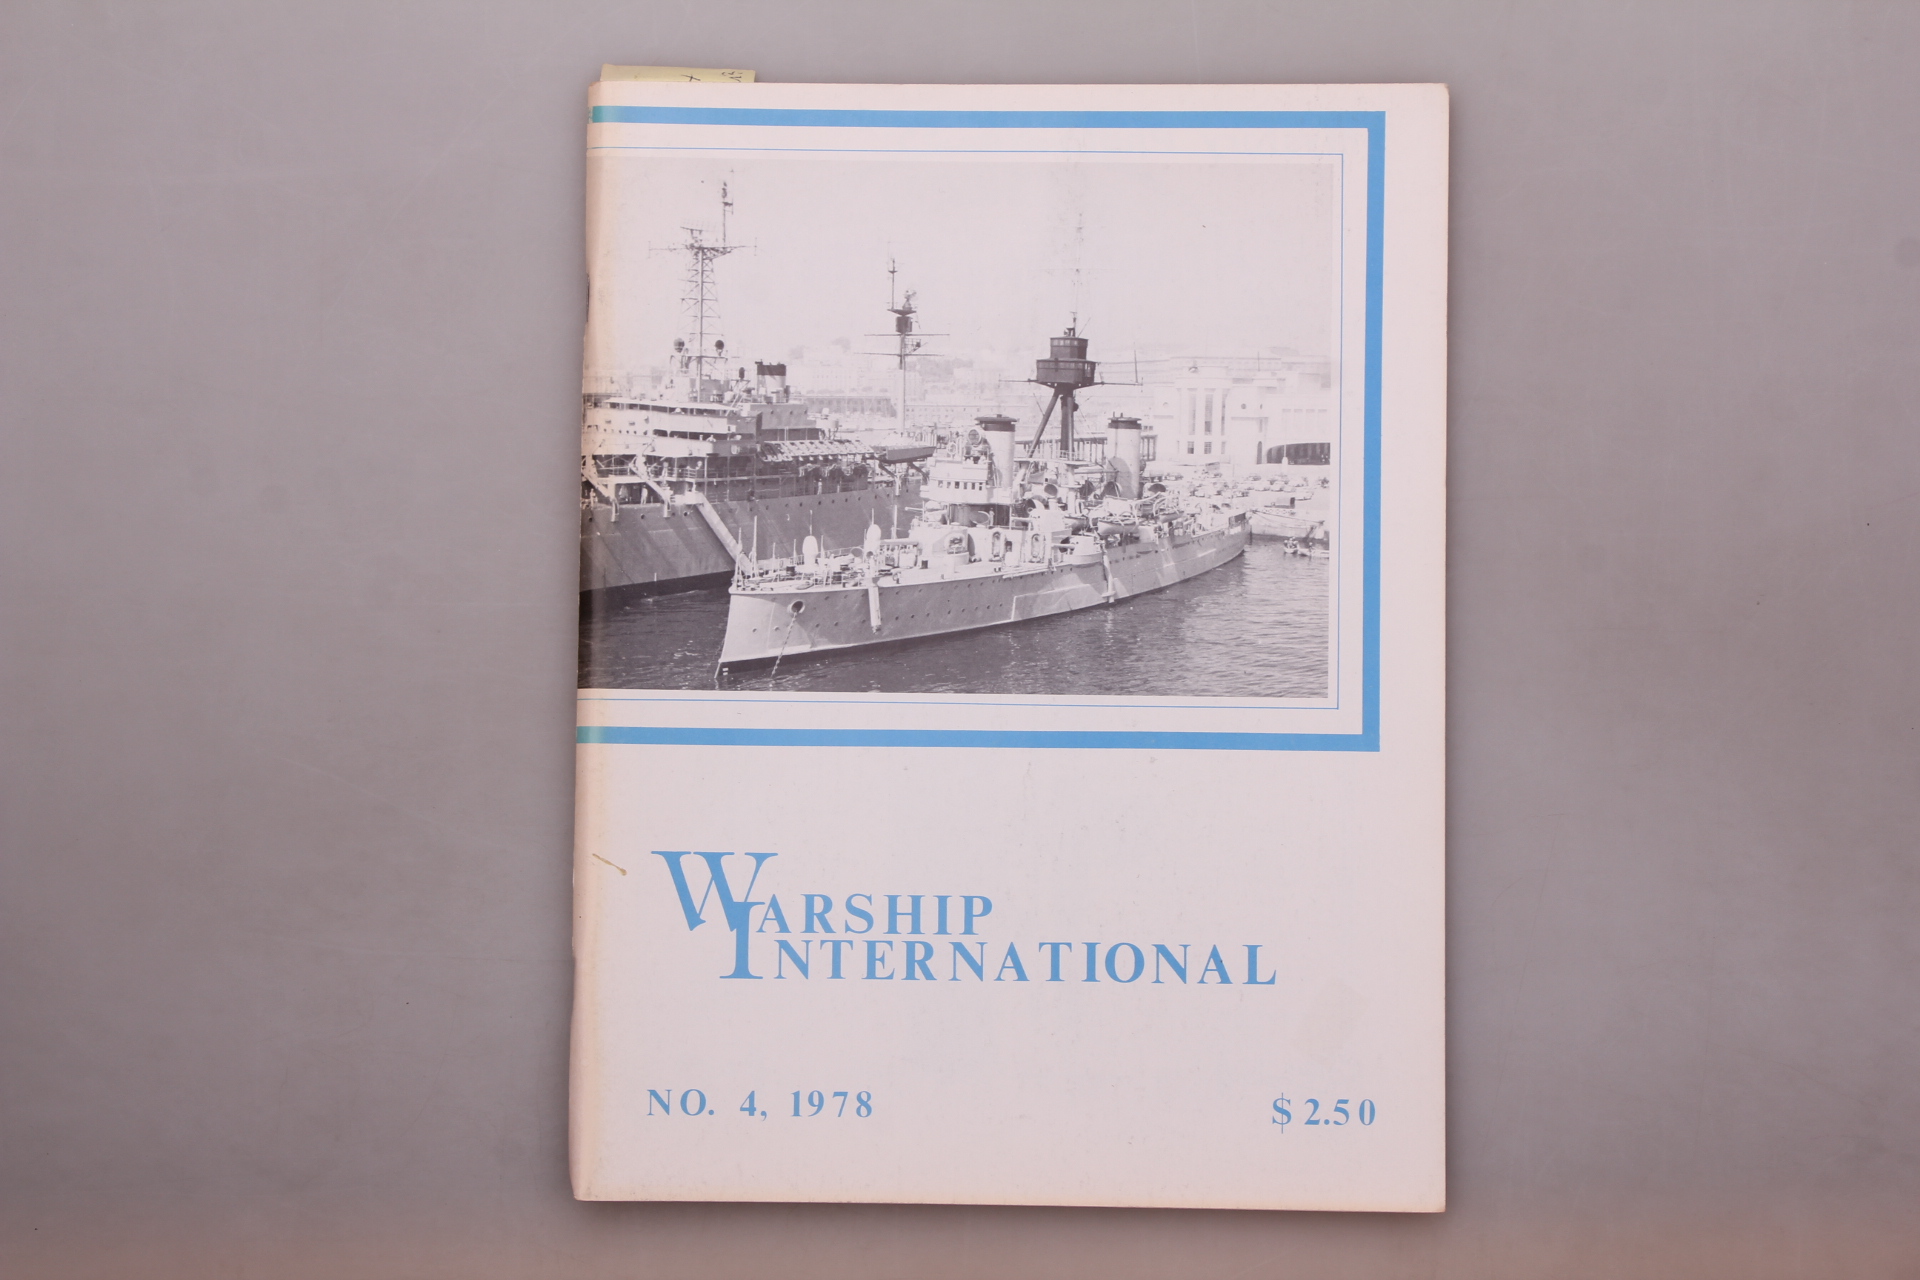 WARSHIP
INTERNATIONAL
NO. 4, 1978
$ 2.50